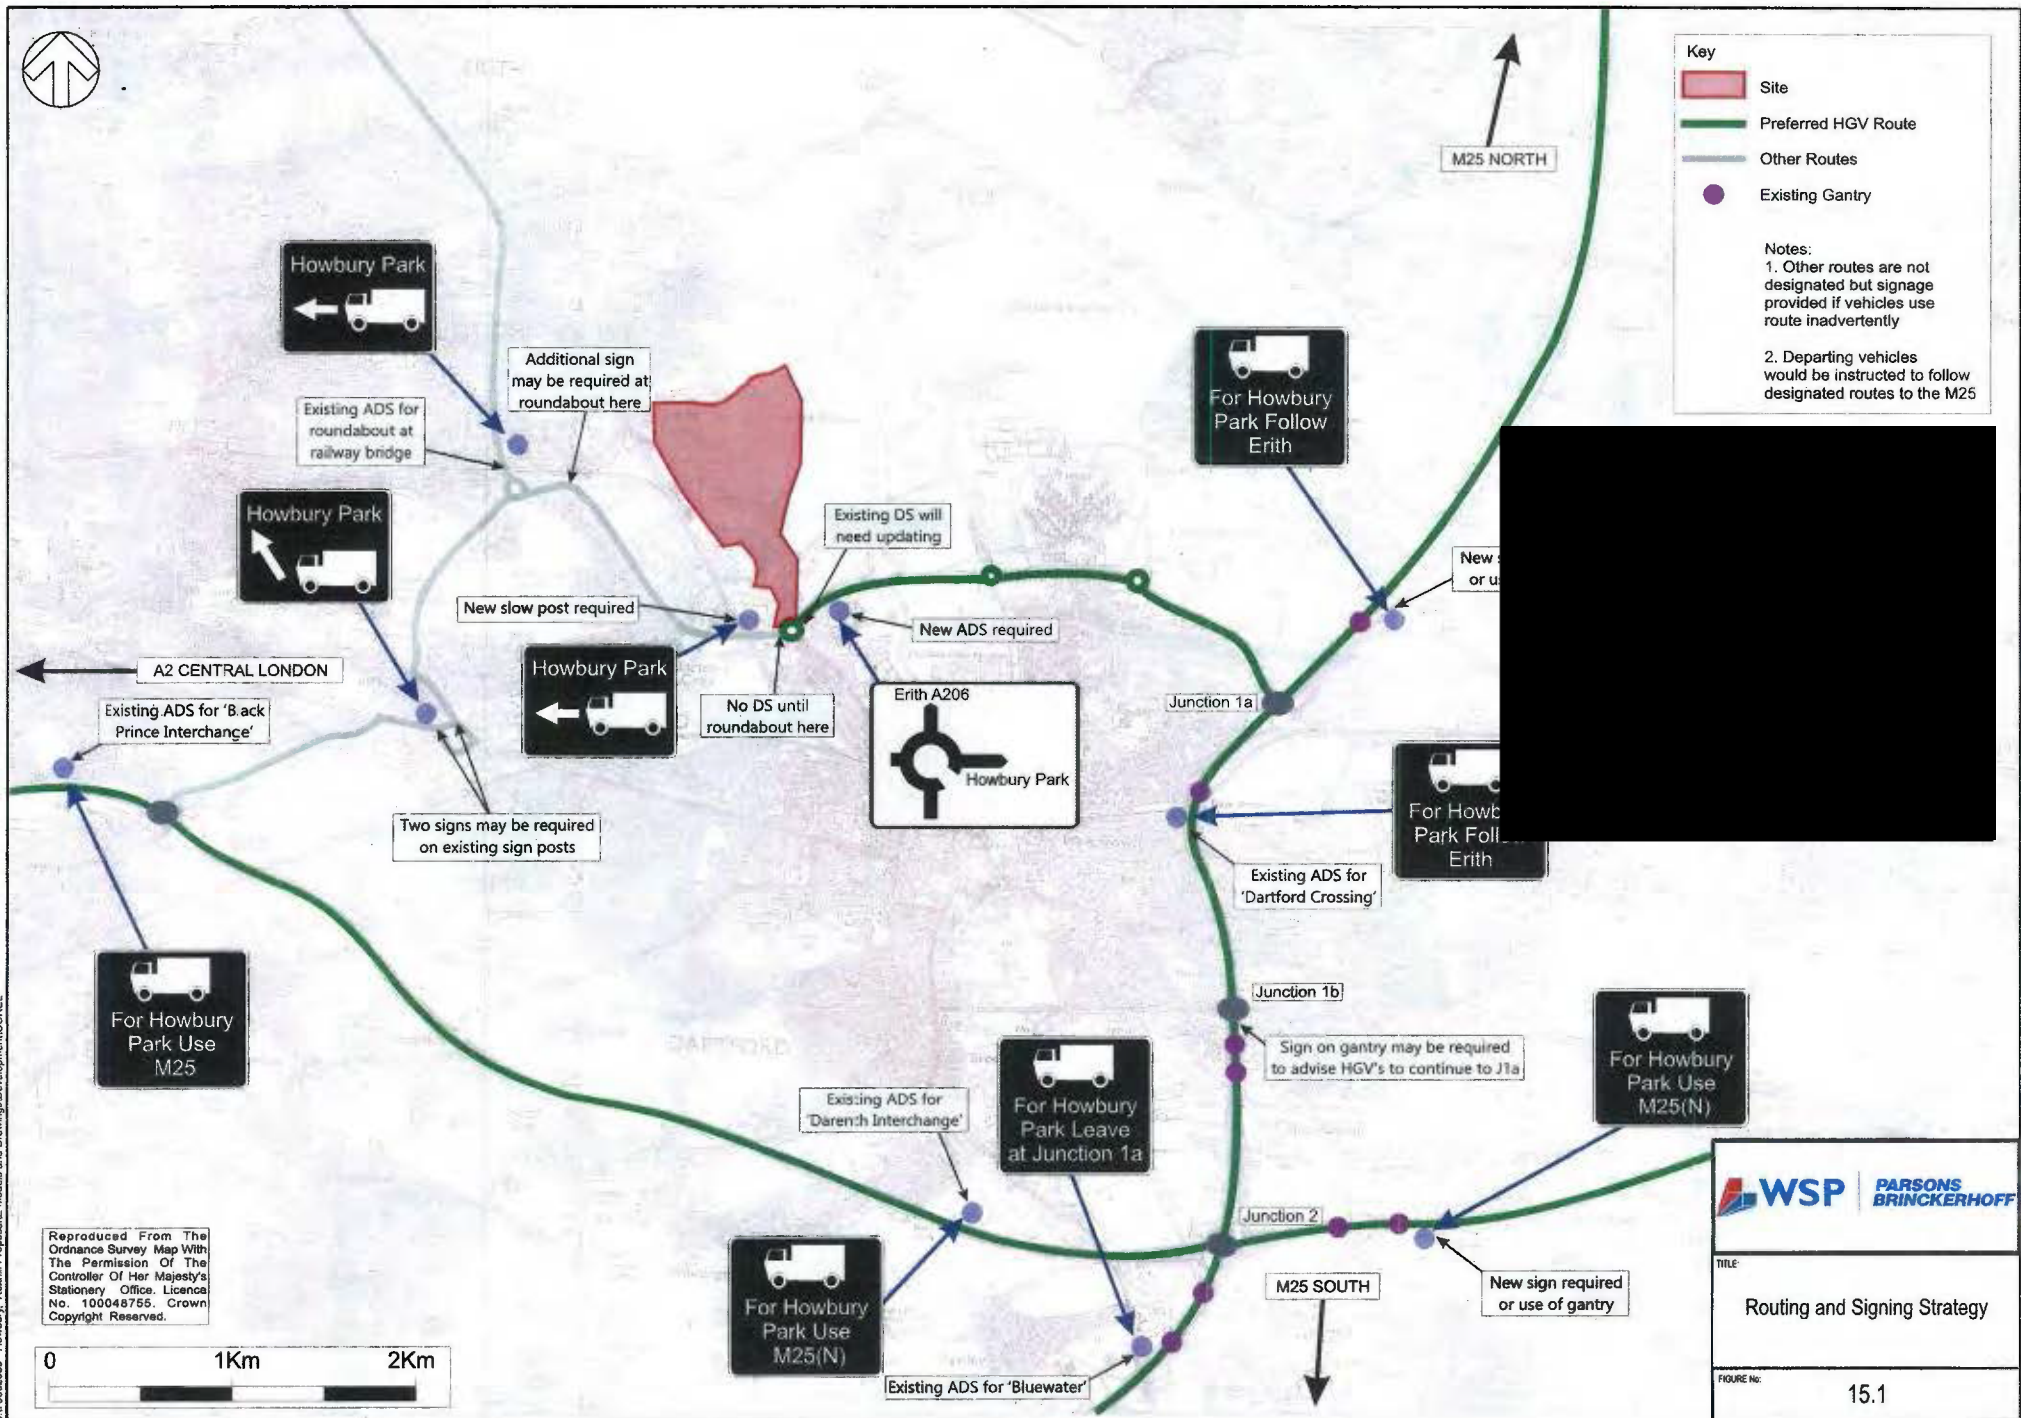 Key
Site
Preferred HGV Route
Other Routes
Existing Gantry
Notes:
1. Other routes are not
designated but signage
provided if vehicles use
route inadvertently
2. Departing vehicles
would be instructed to follow
designated routes to the M25
M25 NORTH
Howbury Park
Additional sign
may be required at
roundabout here
Existing ADS for
roundabout at
railway bridge
For Howbury
Park Follow
Erith
Howbury Park
Existing DS will
need updating
New
or
New slow post required
New ADS required
A2 CENTRAL LONDON
Howbury Park
No DS until
roundabout here
Erith A206
Howbury Park
Junction 1a
Existing ADS for 'Black
Prince Interchange'
Two signs may be required
on existing sign posts
For
Park
Erith
Existing ADS for
'Dartford Crossing'
For Howbury
Park Use
M25
Junction 1b
Sign on gantry may be required
to advise HGV's to continue to J1a
DARTFORD
For Howbury
Park Use
M25(N)
Existing ADS for
'Darenth Interchange'
For Howbury
Park Leave
at Junction 1a
Junction 2
For Howbury
Park Use
M25(N)
M25 SOUTH
New sign required
or use of gantry
Existing ADS for 'Bluewater'
Reproduced From The
Ordnance Survey Map With
The Permission Of The
Controller Of Her Majesty's
Stationery Office. Licence
No. 100048755. Crown
Copyright Reserved.
0 1Km 2Km
WSP PARSONS
BRINCKERHOFF
TITLE:
Routing and Signing Strategy
FIGURE No:
15.1